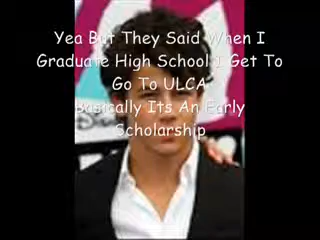 Yea But They Said When I
Graduate High School I Get To
Go To ULCA
Basically Its An Early
Scholarship